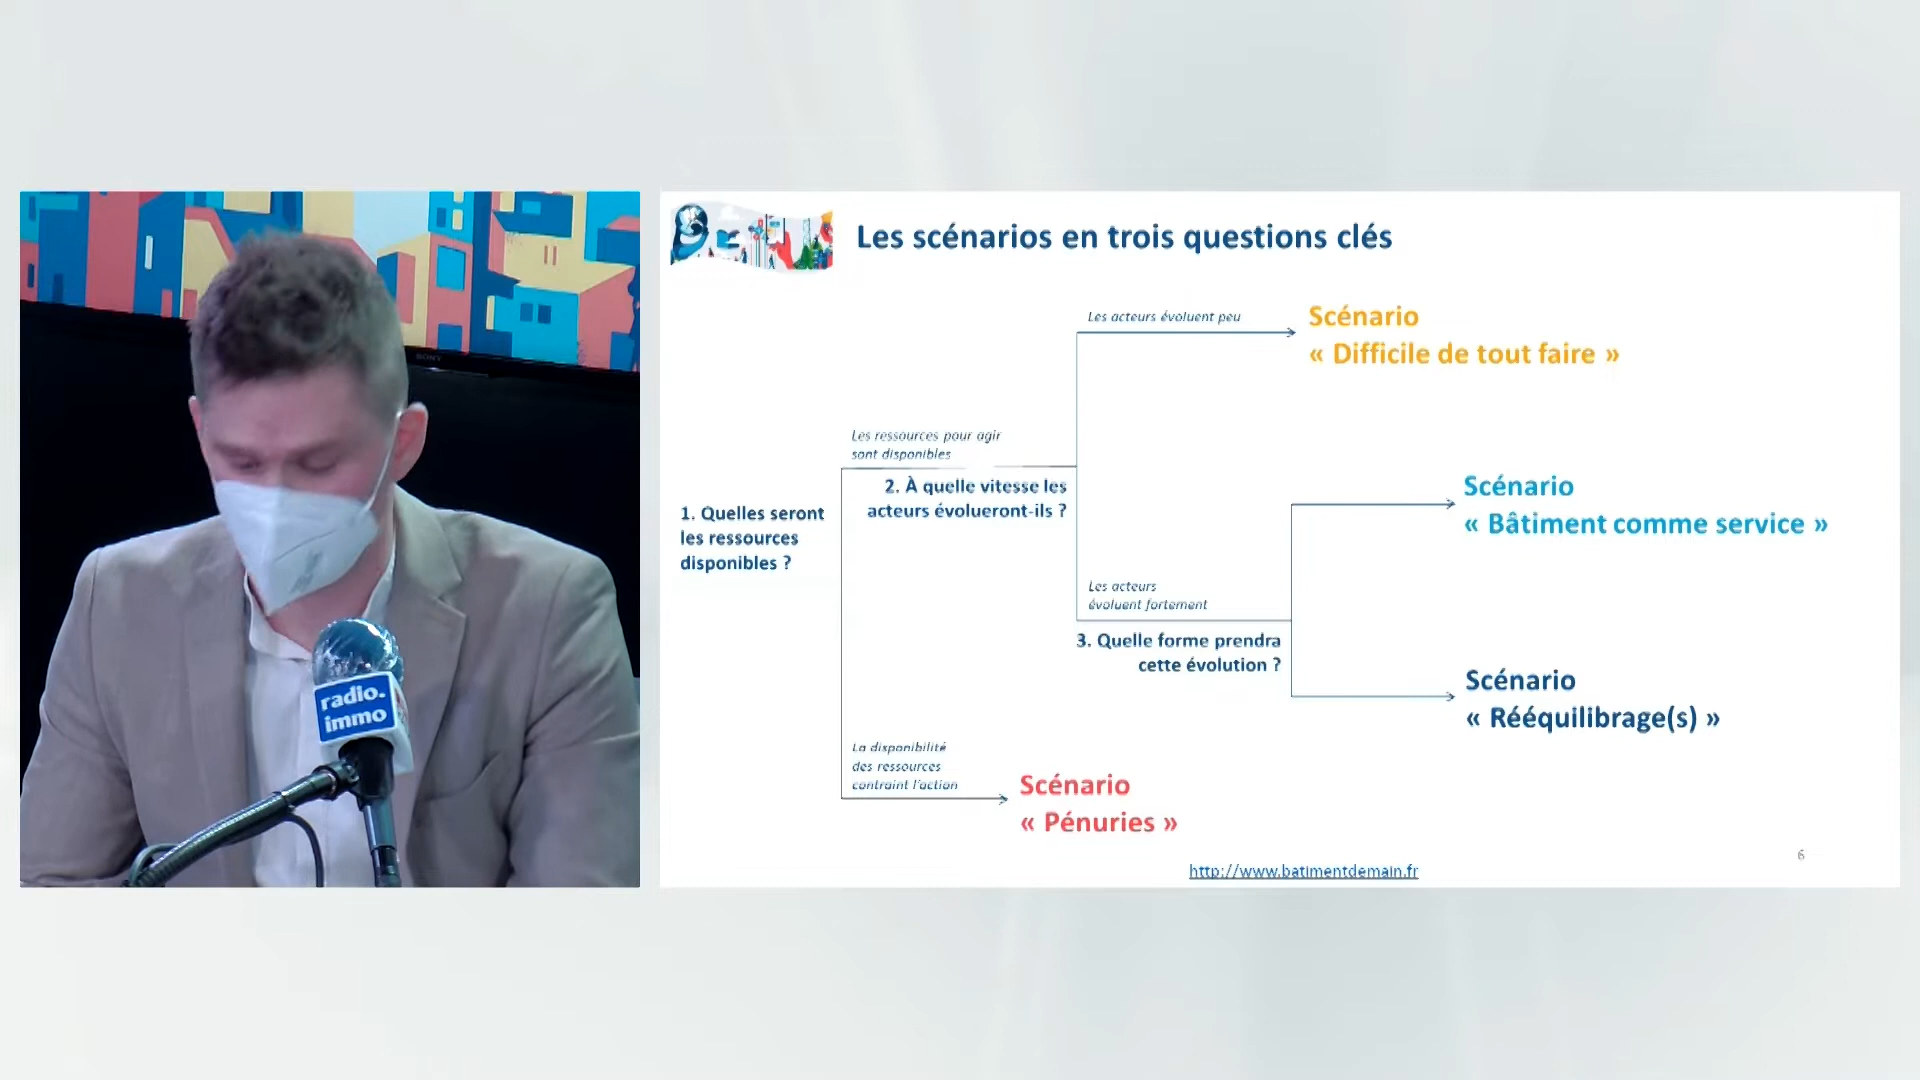 Les scénarios en trois questions clés
Les acteurs évoluent peu
Scénario
« Difficile de tout faire »
Les ressources pour agir
sont disponibles
2. À quelle vitesse les
acteurs évolueront-ils ?
1. Quelles seront
les ressources
disponibles ?
Scénario
« Bâtiment comme service »
Les acteurs
évoluent fortement
3. Quelle forme prendra
cette évolution ?
Scénario
« Rééquilibrage(s) »
La disponibilité
des ressources
contraint l'action
Scénario
« Pénuries »
http://www.batimentdemain.fr
6
SONY
radio.
immo